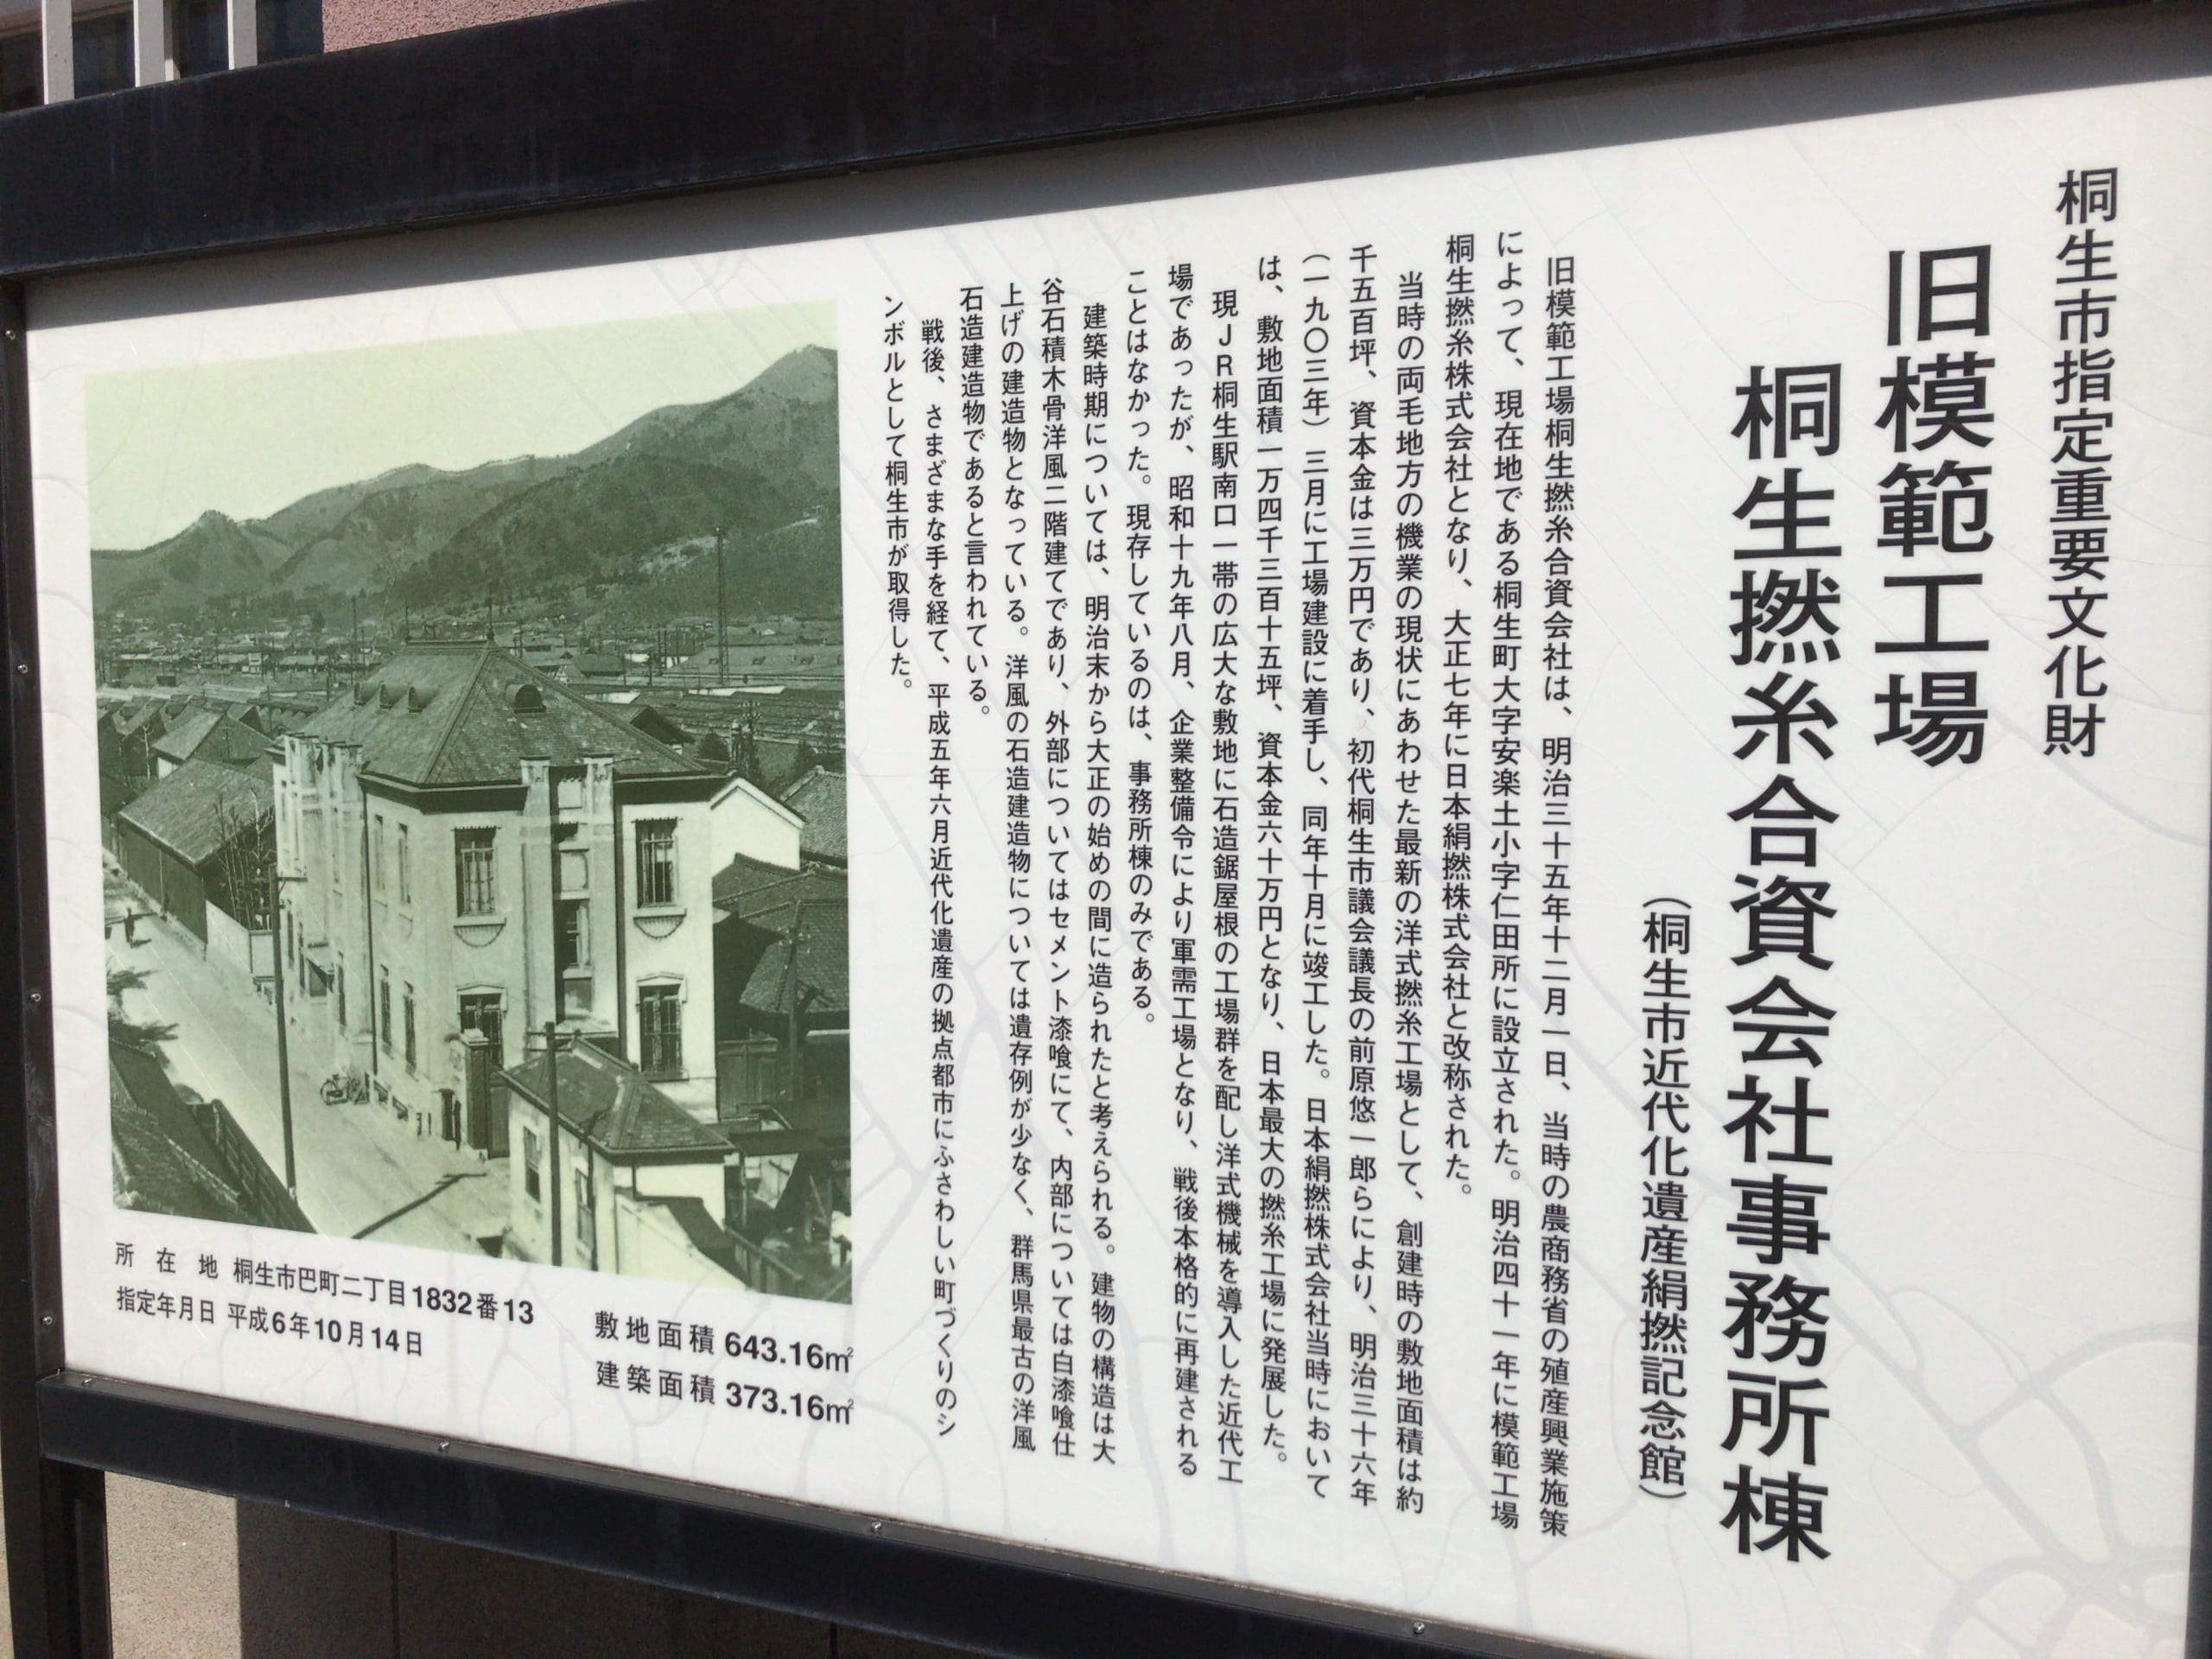 桐生市指定重要文化財
旧模範工場
桐生撚糸合資会社事務所棟
（桐生市近代化遺産絹撚記念館）
旧模範工場桐生撚糸合資会社は、明治三十五年十二月一日、当時の農商務省の殖産興業施策
によって、現在地である桐生町大字安楽土小字仁田所に設立された。明治四十一年に模範工場
桐生撚糸株式会社となり、大正七年に日本絹撚株式会社と改称された。
当時の両毛地方の機業の現状にあわせた最新の洋式撚糸工場として、創建時の敷地面積は約
千五百坪、資本金は三万円であり、初代桐生市議会議長の前原悠一郎らにより、明治三十六年
（一九〇三年）三月に工場建設に着手し、同年十月に竣工した。日本絹撚株式会社当時において
は、敷地面積一万四千三百十五坪、資本金六十万円となり、日本最大の撚糸工場に発展した。
現ＪＲ桐生駅南口一帯の広大な敷地に石造鋸屋根の工場群を配し洋式機械を導入した近代工
場であったが、昭和十九年八月、企業整備令により軍需工場となり、戦後本格的に再建される
ことはなかった。現存しているのは、事務所棟のみである。
建築時期については、明治末から大正の始めの間に造られたと考えられる。建物の構造は大
谷石積木骨洋風二階建てであり、外部についてはセメント漆喰にて、内部については白漆喰仕
上げの建造物となっている。洋風の石造建造物については遺存例が少なく、群馬県最古の洋風
石造建造物であると言われている。
戦後、さまざまな手を経て、平成五年六月近代化遺産の拠点都市にふさわしい町づくりのシ
ンボルとして桐生市が取得した。
所在地 桐生市巴町二丁目1832番13
指定年月日 平成6年10月14日
敷地面積 643.16㎡
建築面積 373.16㎡